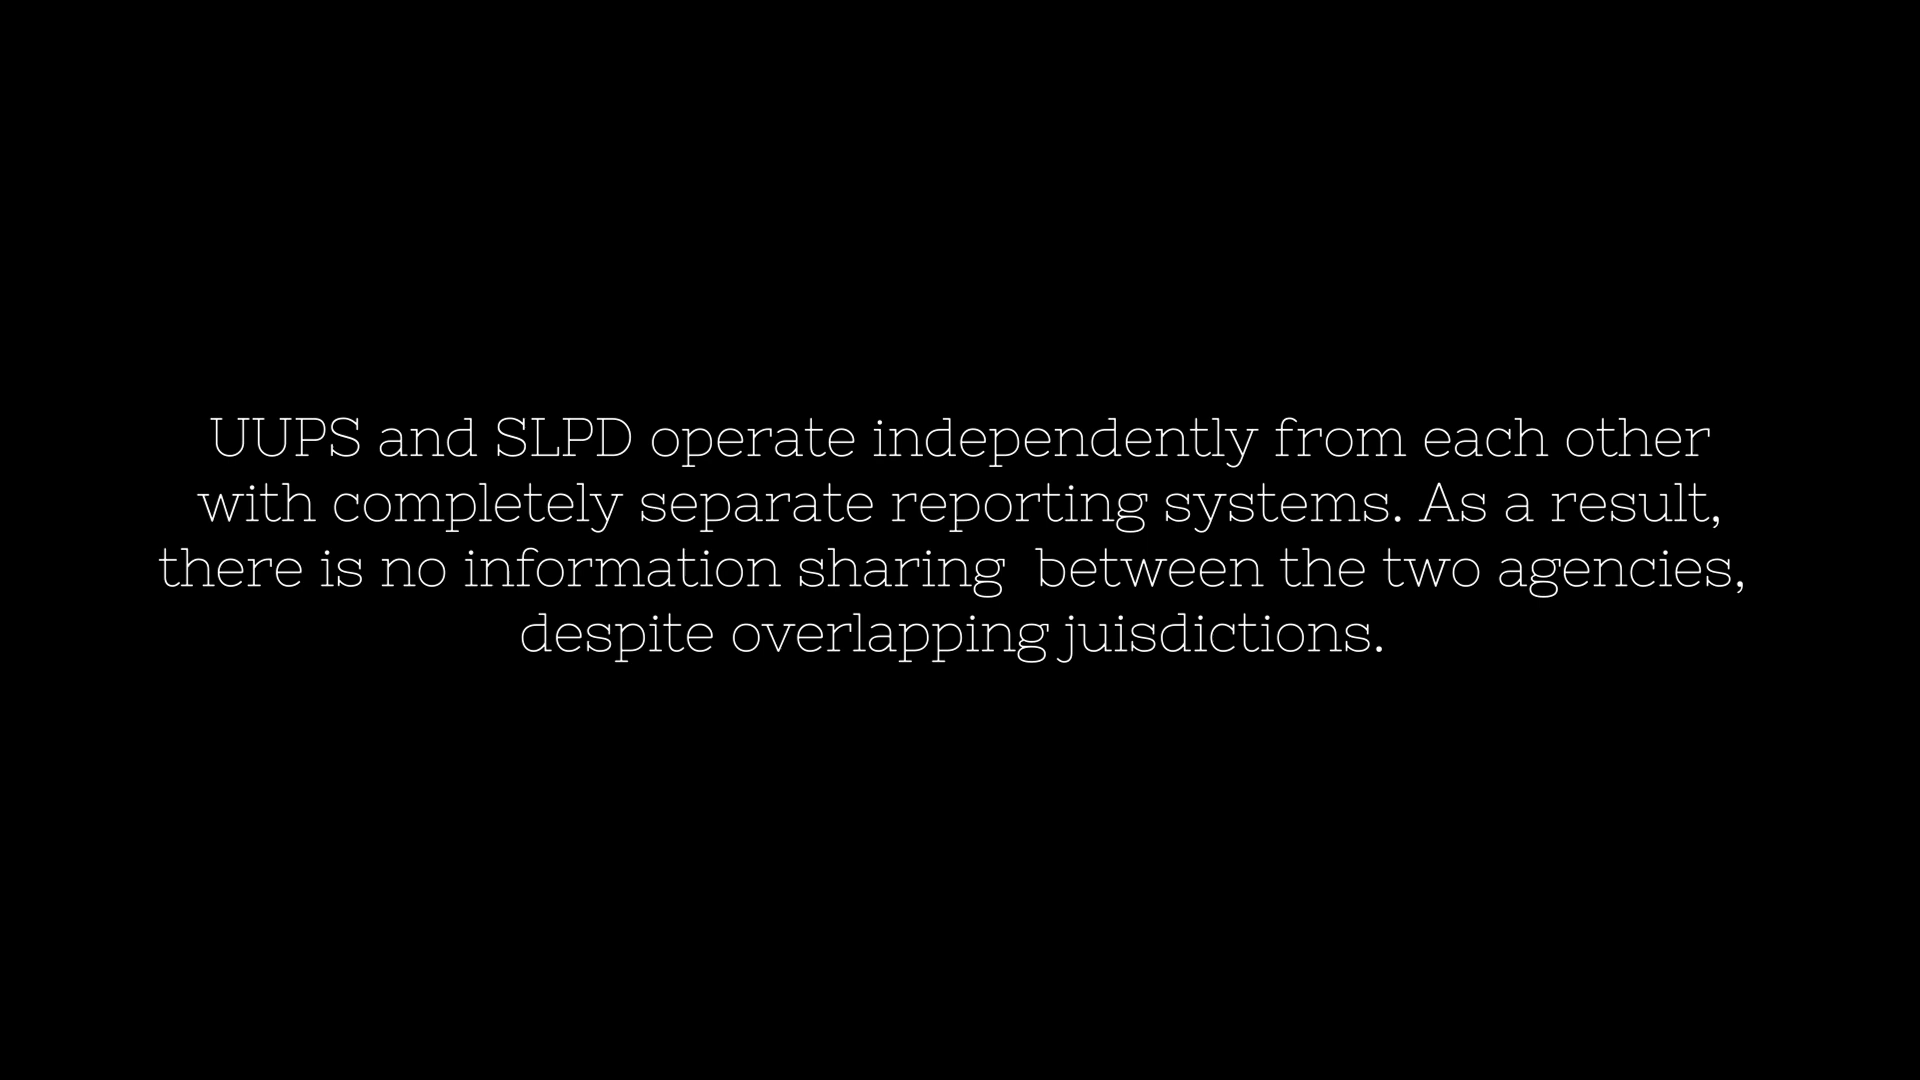 UUPS and SLPD operate independently from each other
with completely separate reporting systems. As a result,
there is no information sharing  between the two agencies,
despite overlapping juisdictions.